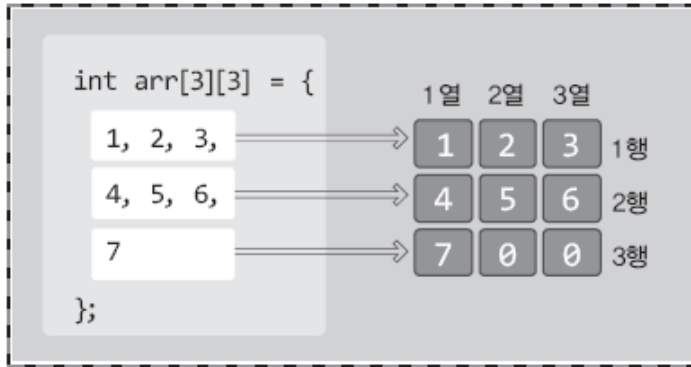 int arr[3][3] = {
1, 2, 3,
4, 5, 6,
7
};
1열 2열 3열
1 2 3 1행
4 5 6 2행
7 0 0 3행